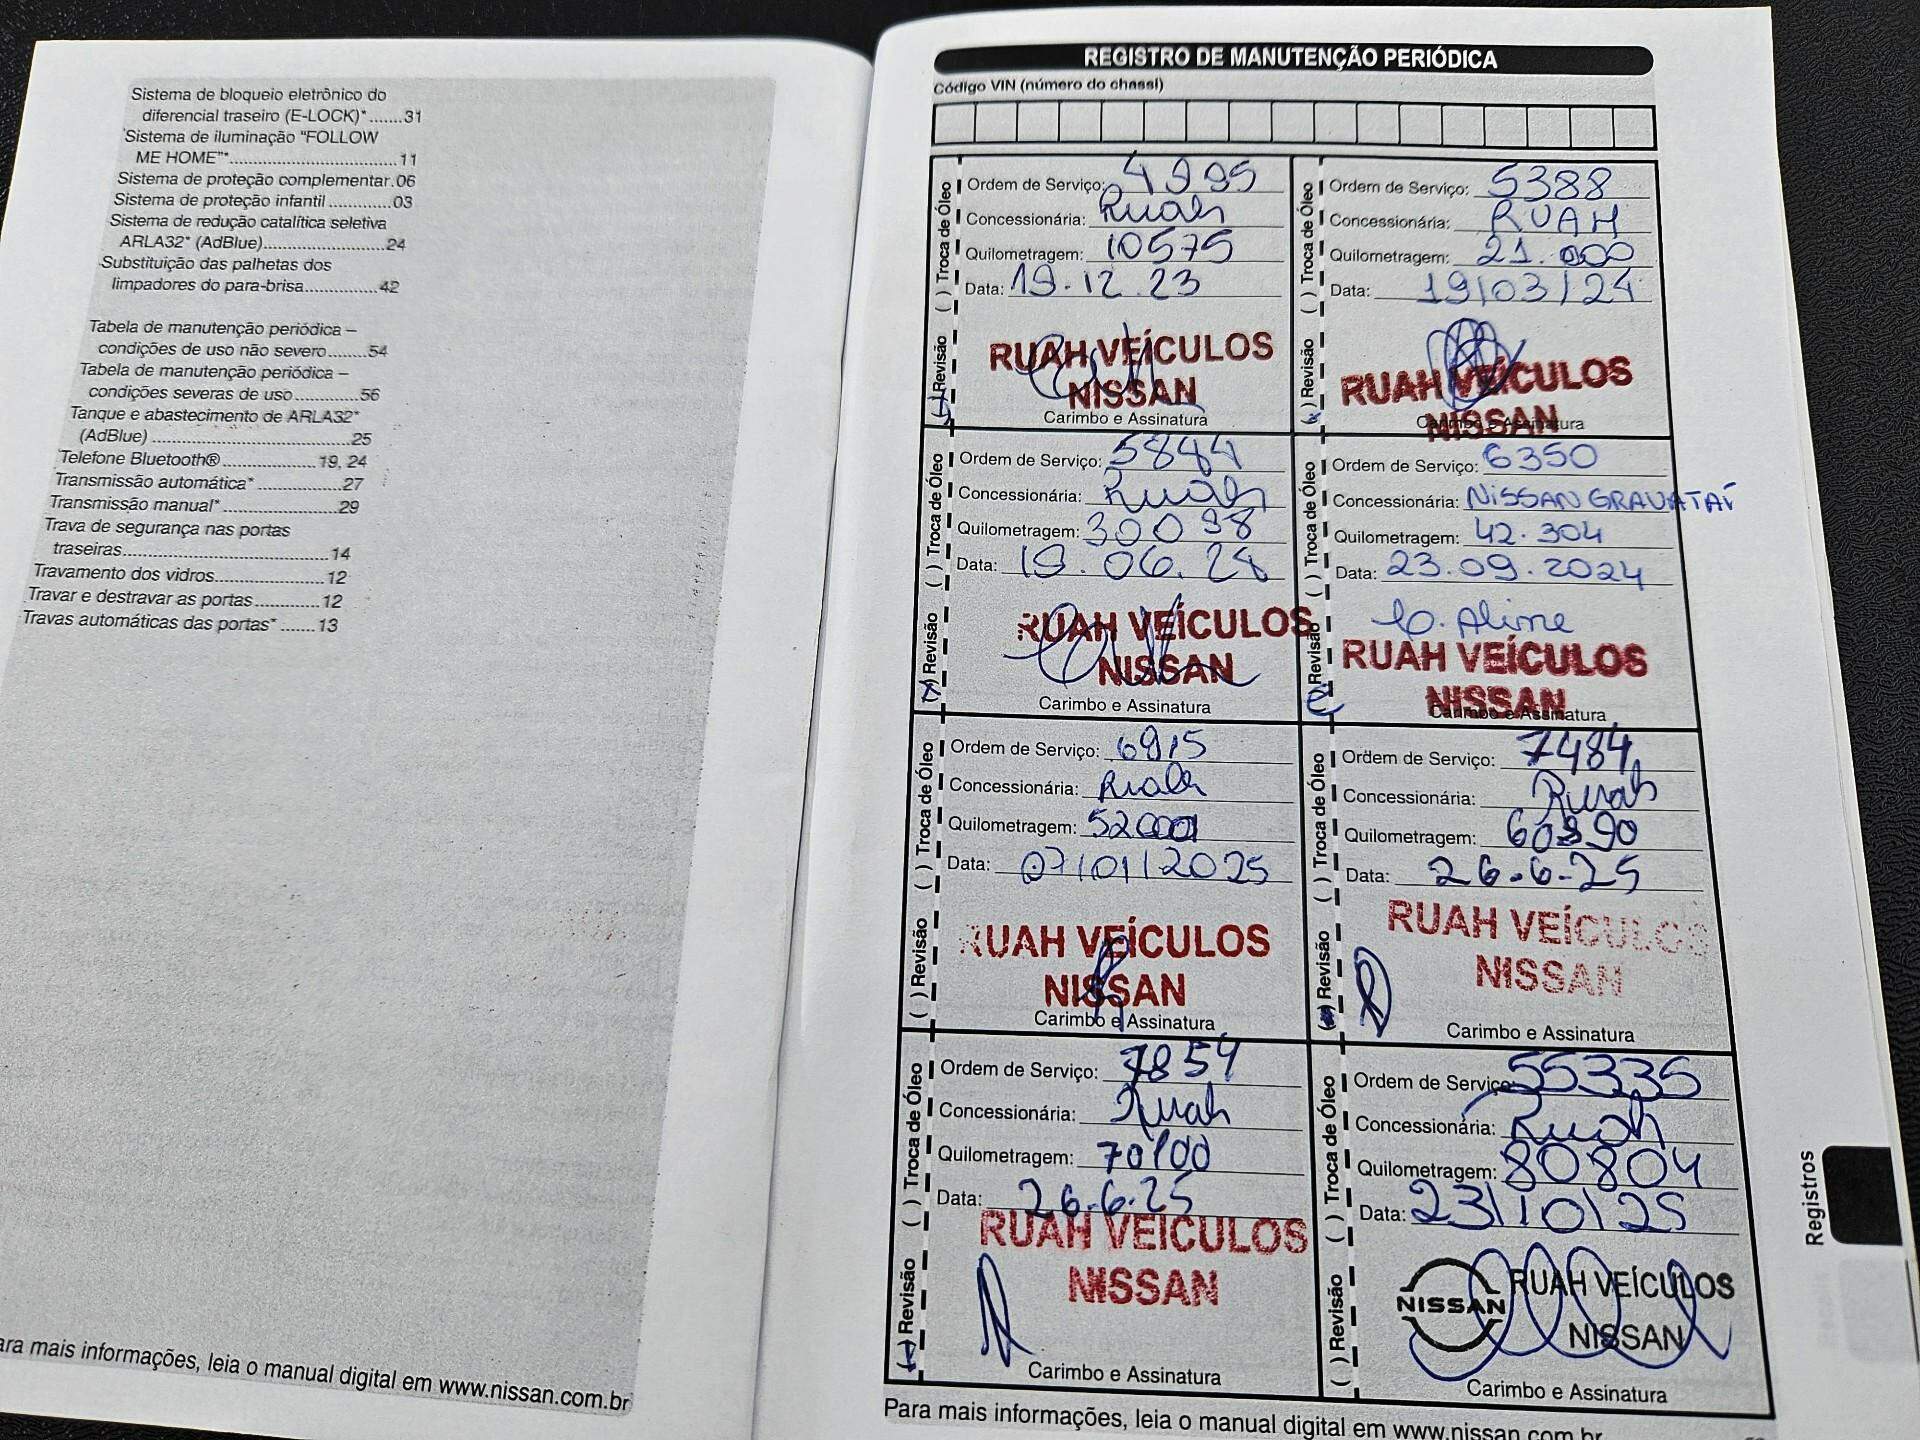 Sistema de bloqueio eletrônico do
diferencial traseiro (E-LOCK)*.......31
Sistema de iluminação "FOLLOW
ME HOME"*................................11
Sistema de proteção complementar.06
Sistema de proteção infantil .............03
Sistema de redução catalítica seletiva
ARLA32* (AdBlue)........................24
Substituição das palhetas dos
limpadores do para-brisa..............42
Tabela de manutenção periódica –
condições de uso não severo........54
Tabela de manutenção periódica –
condições severas de uso ............56
Tanque e abastecimento de ARLA32*
(AdBlue) ......................................25
Telefone Bluetooth® ..................19, 24
Transmissão automática* .................27
Transmissão manual* ......................29
Trava de segurança nas portas
traseiras.......................................14
Travamento dos vidros.....................12
Travar e destravar as portas .............12
Travas automáticas das portas* .......13
ara mais informações, leia o manual digital em www.nissan.com.br
REGISTRO DE MANUTENÇÃO PERIÓDICA
Código VIN (número do chassi)
( ) Revisão ( ) Troca de Óleo
Ordem de Serviço: 4995
Concessionária: Ruah
Quilometragem: 10575
Data: 19.12.23
RUAH VEÍCULOS
NISSAN
Carimbo e Assinatura
(x) Revisão ( ) Troca de Óleo
Ordem de Serviço: 5388
Concessionária: RUAH
Quilometragem: 21.000
Data: 19/03/24
RUAH VEÍCULOS
NISSAN
Carimbo e Assinatura
(x) Revisão ( ) Troca de Óleo
Ordem de Serviço: 5844
Concessionária: Ruah
Quilometragem: 30098
Data: 19.06.24
RUAH VEÍCULOS
NISSAN
Carimbo e Assinatura
Revisão ( ) Troca de Óleo
Ordem de Serviço: 6350
Concessionária: NISSAN GRAVATAÍ
Quilometragem: 42.304
Data: 23.09.2024
Aline
RUAH VEÍCULOS
NISSAN
Carimbo e Assinatura
( ) Revisão ( ) Troca de Óleo
Ordem de Serviço: 6915
Concessionária: Ruah
Quilometragem:
Data: 07/01/2025
RUAH VEÍCULOS
NISSAN
Carimbo e Assinatura
(x) Revisão ( ) Troca de Óleo
Ordem de Serviço: 7484
Concessionária: Ruah
Quilometragem:
Data: 26.6.25
RUAH VEÍCULOS
NISSAN
Carimbo e Assinatura
(x) Revisão ( ) Troca de Óleo
Ordem de Serviço: 7854
Concessionária: Ruah
Quilometragem: 70100
Data: 26.6.25
RUAH VEÍCULOS
NISSAN
Carimbo e Assinatura
( ) Revisão ( ) Troca de Óleo
Ordem de Serviço: 55335
Concessionária: Ruah
Quilometragem: 80804
Data: 23/10/25
NISSAN
RUAH VEÍCULOS
NISSAN
Carimbo e Assinatura
Registros
Para mais informações, leia o manual digital em www.nissan.com.br